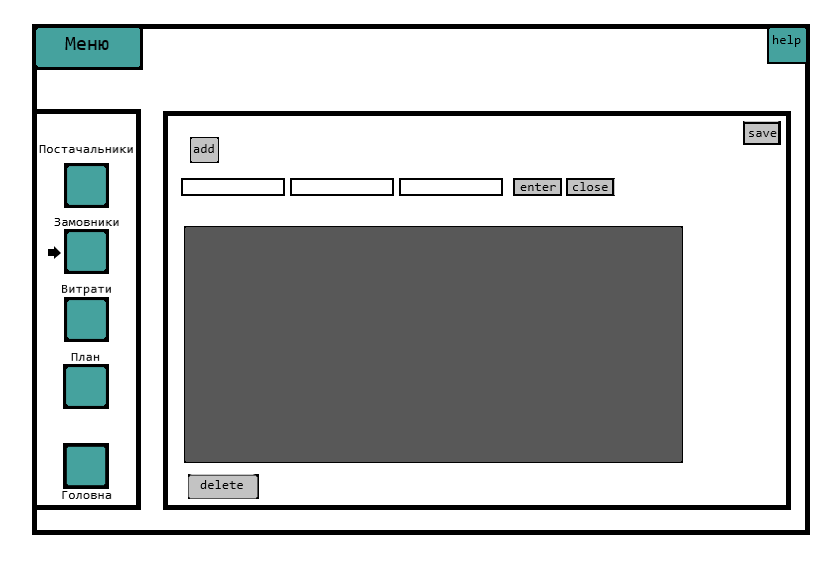 Меню
help
Постачальники
Замовники
Витрати
План
Головна
save
add
enter close
delete